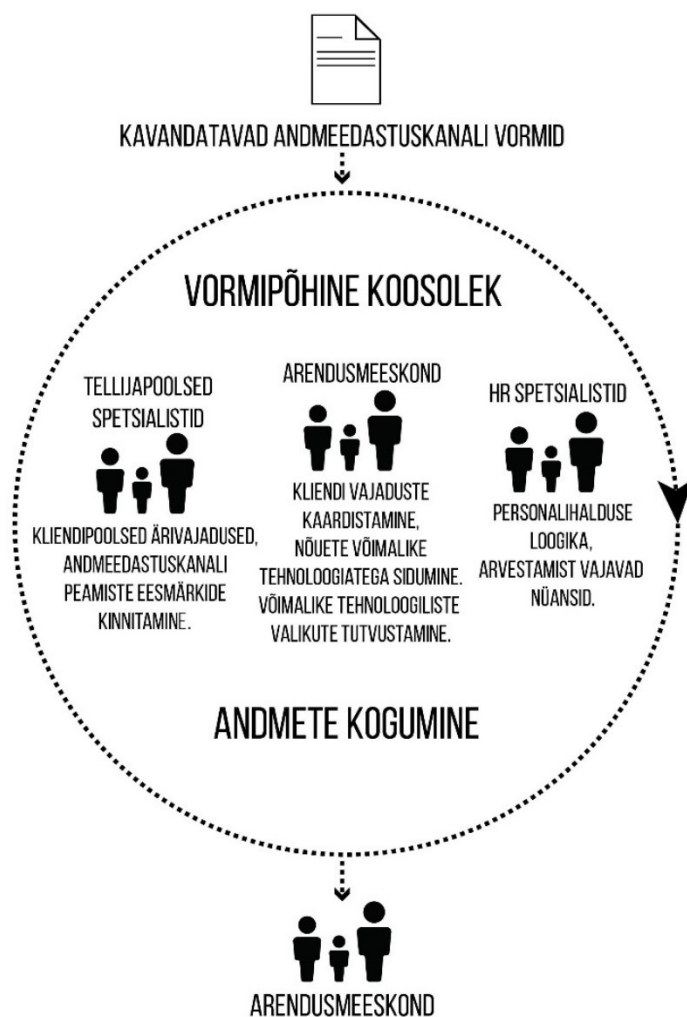 KAVANDATAVAD ANDMEEDASTUSKANALI VORMID
VORMIPÕHINE KOOSOLEK
TELLIJAPOOLSED
SPETSIALISTID
KLIENDIPOOLSED ÄRIVAJADUSED,
ANDMEEDASTUSKANALI
PEAMISTE EESMÄRKIDE
KINNITAMINE.
ARENDUSMEESKOND
KLIENDI VAJADUSTE
KAARDISTAMINE,
NÕUETE VÕIMALIKE
TEHNOLOOGIATEGA SIDUMINE.
VÕIMALIKE TEHNOLOOGILISTE
VALIKUTE TUTVUSTAMINE.
HR SPETSIALISTID
PERSONALIHALDUSE
LOOGIKA,
ARVESTAMIST VAJAVAD
NÜANSID.
ANDMETE KOGUMINE
ARENDUSMEESKOND